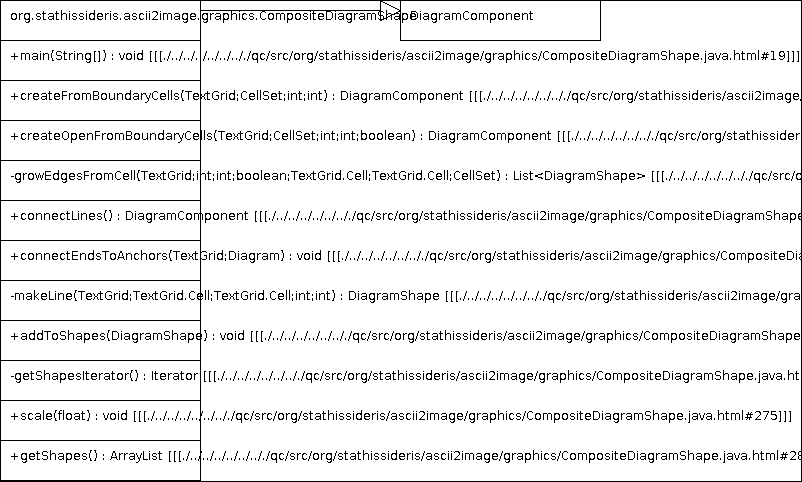 org.stathissideris.ascii2image.graphics.CompositeDiagramShape
DiagramComponent
+main(String[]) : void [[[./../../../../../../qc/src/org/stathissideris/ascii2image/graphics/CompositeDiagramShape.java.html#19]]]
+createFromBoundaryCells(TextGrid;CellSet;int;int) : DiagramComponent [[[./../../../../../../qc/src/org/stathissideris/ascii2image/
+createOpenFromBoundaryCells(TextGrid;CellSet;int;int;boolean) : DiagramComponent [[[./../../../../../../qc/src/org/stathissider
-growEdgesFromCell(TextGrid;int;int;boolean;TextGrid.Cell;TextGrid.Cell;CellSet) : List<DiagramShape> [[[./../../../../../../qc/src/o
+connectLines() : DiagramComponent [[[./../../../../../../qc/src/org/stathissideris/ascii2image/graphics/CompositeDiagramShape
+connectEndsToAnchors(TextGrid;Diagram) : void [[[./../../../../../../qc/src/org/stathissideris/ascii2image/graphics/CompositeDia
-makeLine(TextGrid;TextGrid.Cell;TextGrid.Cell;int;int) : DiagramShape [[[./../../../../../../qc/src/org/stathissideris/ascii2image/gra
+addToShapes(DiagramShape) : void [[[./../../../../../../qc/src/org/stathissideris/ascii2image/graphics/CompositeDiagramShape
-getShapesIterator() : Iterator [[[./../../../../../../qc/src/org/stathissideris/ascii2image/graphics/CompositeDiagramShape.java.ht
+scale(float) : void [[[./../../../../../../qc/src/org/stathissideris/ascii2image/graphics/CompositeDiagramShape.java.html#275]]]
+getShapes() : ArrayList [[[./../../../../../../qc/src/org/stathissideris/ascii2image/graphics/CompositeDiagramShape.java.html#28